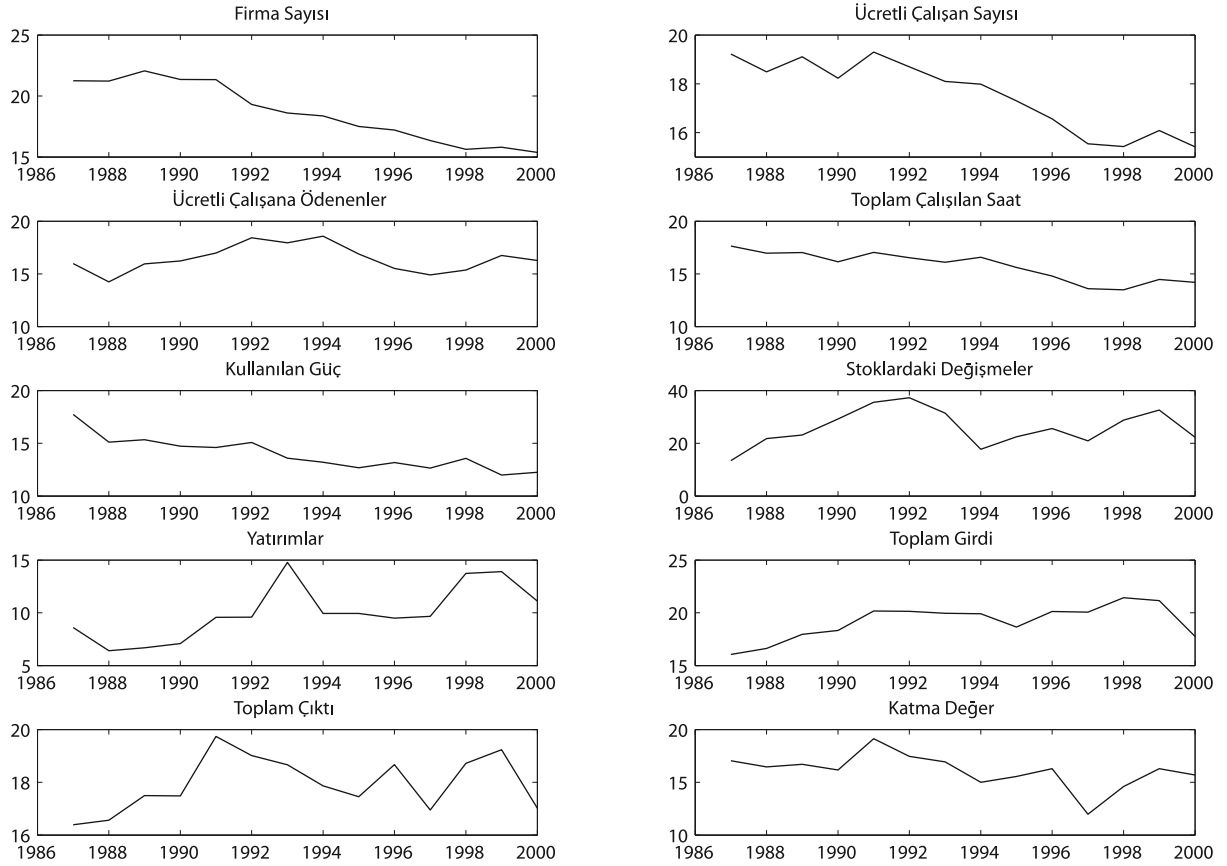 Firma Sayısı
25
20
15
1986 1988 1990 1992 1994 1996 1998 2000
Ücretli Çalışan Sayısı
20
18
16
1986 1988 1990 1992 1994 1996 1998 2000
Ücretli Çalışana Ödenenler
20
15
10
1986 1988 1990 1992 1994 1996 1998 2000
Toplam Çalışılan Saat
20
15
10
1986 1988 1990 1992 1994 1996 1998 2000
Kullanılan Güç
20
15
10
1986 1988 1990 1992 1994 1996 1998 2000
Stoklardaki Değişmeler
40
20
0
1986 1988 1990 1992 1994 1996 1998 2000
Yatırımlar
15
10
5
1986 1988 1990 1992 1994 1996 1998 2000
Toplam Girdi
25
20
15
1986 1988 1990 1992 1994 1996 1998 2000
Toplam Çıktı
20
18
16
1986 1988 1990 1992 1994 1996 1998 2000
Katma Değer
20
15
10
1986 1988 1990 1992 1994 1996 1998 2000